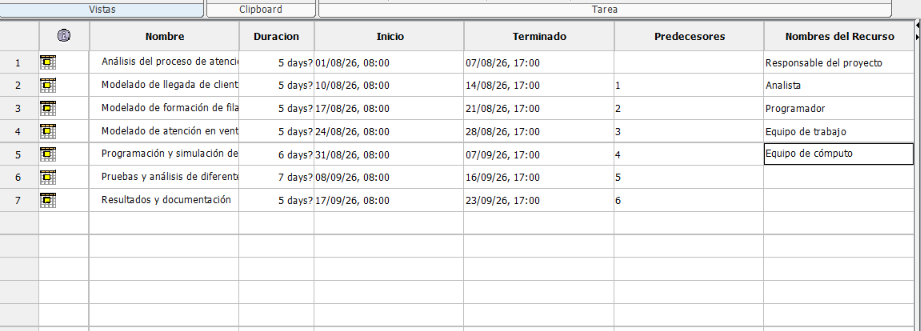 Vistas Clipboard Tarea
Nombre Duracion Inicio Terminado Predecesores Nombres del Recurso
1 Análisis del proceso de atenci 5 days? 01/08/26, 08:00 07/08/26, 17:00 Responsable del proyecto
2 Modelado de llegada de client 5 days? 10/08/26, 08:00 14/08/26, 17:00 1 Analista
3 Modelado de formación de fila 5 days? 17/08/26, 08:00 21/08/26, 17:00 2 Programador
4 Modelado de atención en vent 5 days? 24/08/26, 08:00 28/08/26, 17:00 3 Equipo de trabajo
5 Programación y simulación de 6 days? 31/08/26, 08:00 07/09/26, 17:00 4 Equipo de cómputo
6 Pruebas y análisis de diferent 7 days? 08/09/26, 08:00 16/09/26, 17:00 5
7 Resultados y documentación 5 days? 17/09/26, 08:00 23/09/26, 17:00 6